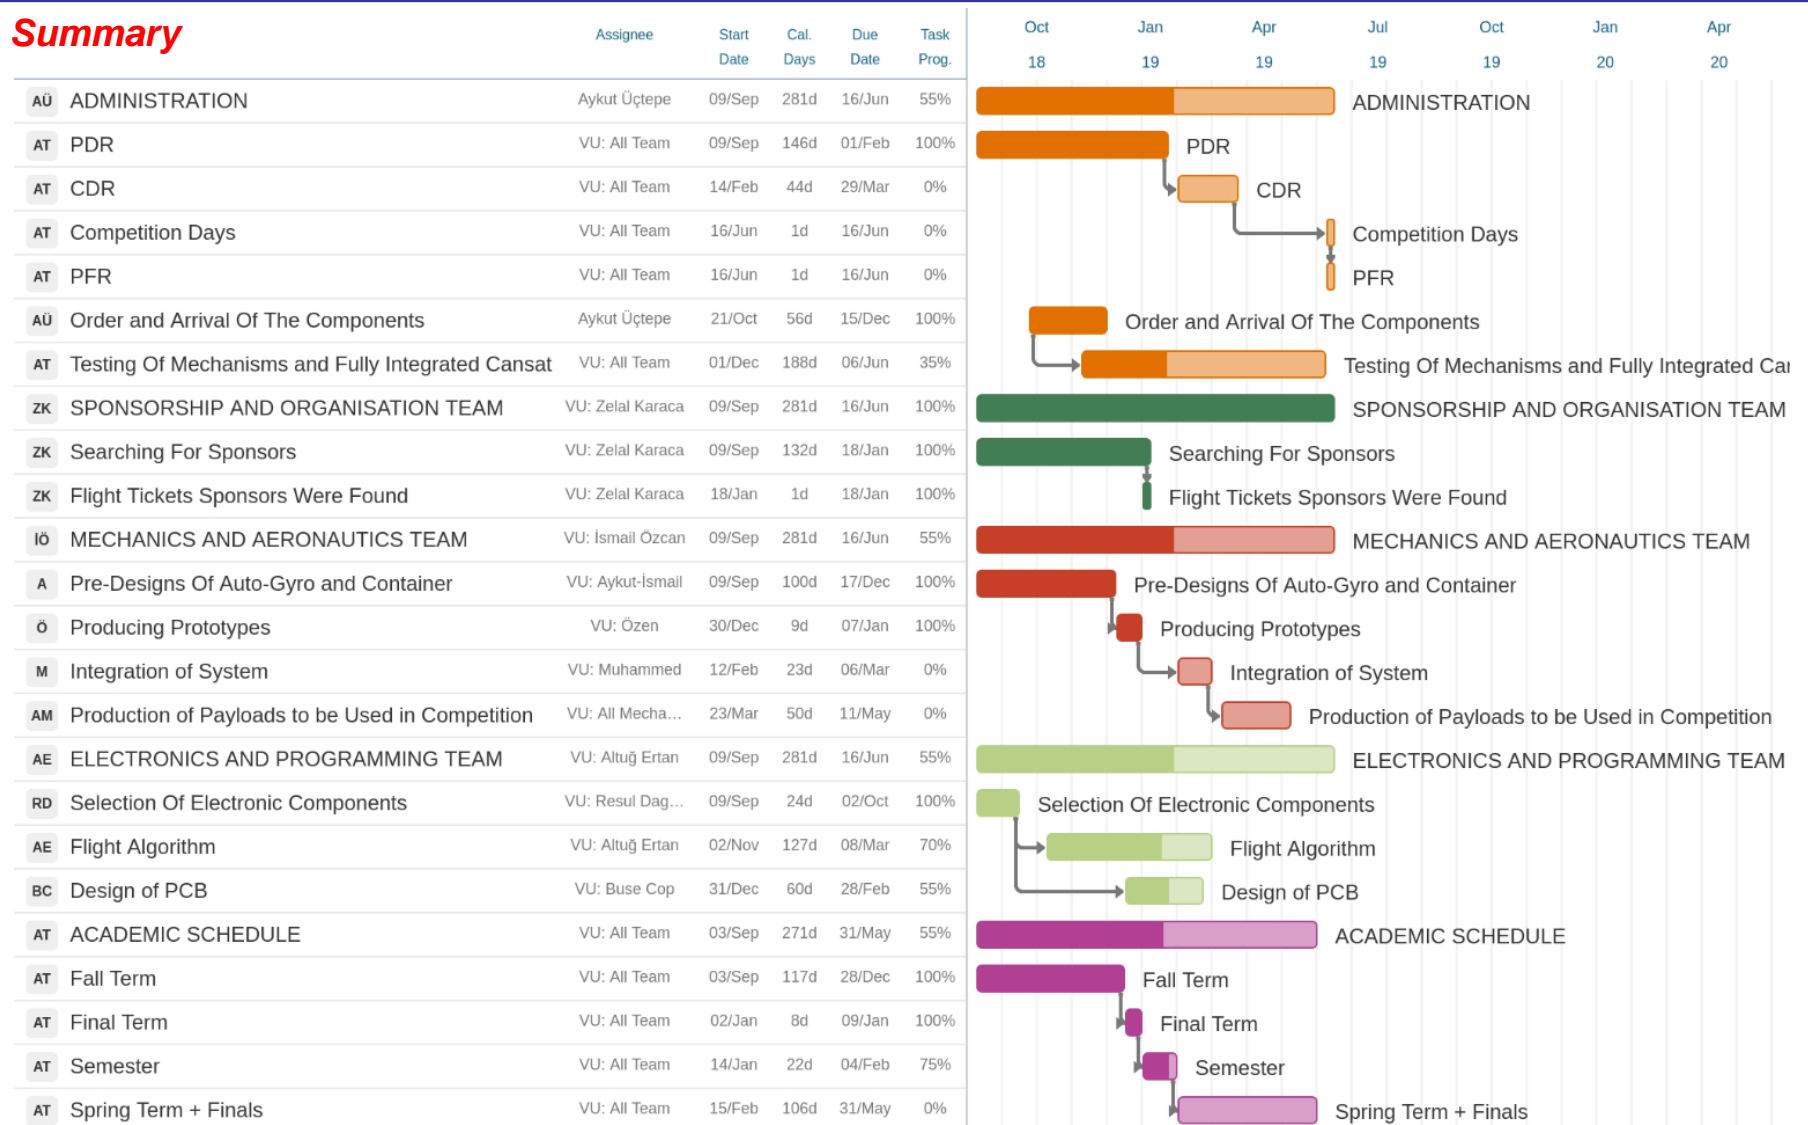 Summary
Assignee Start Date Cal. Days Due Date Task Prog.
Oct 18 Jan 19 Apr 19 Jul 19 Oct 19 Jan 20 Apr 20
AÜ ADMINISTRATION Aykut Üçtepe 09/Sep 281d 16/Jun 55% ADMINISTRATION
AT PDR VU: All Team 09/Sep 146d 01/Feb 100% PDR
AT CDR VU: All Team 14/Feb 44d 29/Mar 0% CDR
AT Competition Days VU: All Team 16/Jun 1d 16/Jun 0% Competition Days
AT PFR VU: All Team 16/Jun 1d 16/Jun 0% PFR
AÜ Order and Arrival Of The Components Aykut Üçtepe 21/Oct 56d 15/Dec 100% Order and Arrival Of The Components
AT Testing Of Mechanisms and Fully Integrated Cansat VU: All Team 01/Dec 188d 06/Jun 35% Testing Of Mechanisms and Fully Integrated Car
ZK SPONSORSHIP AND ORGANISATION TEAM VU: Zelal Karaca 09/Sep 281d 16/Jun 100% SPONSORSHIP AND ORGANISATION TEAM
ZK Searching For Sponsors VU: Zelal Karaca 09/Sep 132d 18/Jan 100% Searching For Sponsors
ZK Flight Tickets Sponsors Were Found VU: Zelal Karaca 18/Jan 1d 18/Jan 100% Flight Tickets Sponsors Were Found
İÖ MECHANICS AND AERONAUTICS TEAM VU: İsmail Özcan 09/Sep 281d 16/Jun 55% MECHANICS AND AERONAUTICS TEAM
A Pre-Designs Of Auto-Gyro and Container VU: Aykut-İsmail 09/Sep 100d 17/Dec 100% Pre-Designs Of Auto-Gyro and Container
Ö Producing Prototypes VU: Özen 30/Dec 9d 07/Jan 100% Producing Prototypes
M Integration of System VU: Muhammed 12/Feb 23d 06/Mar 0% Integration of System
AM Production of Payloads to be Used in Competition VU: All Mecha... 23/Mar 50d 11/May 0% Production of Payloads to be Used in Competition
AE ELECTRONICS AND PROGRAMMING TEAM VU: Altuğ Ertan 09/Sep 281d 16/Jun 55% ELECTRONICS AND PROGRAMMING TEAM
RD Selection Of Electronic Components VU: Resul Dag... 09/Sep 24d 02/Oct 100% Selection Of Electronic Components
AE Flight Algorithm VU: Altuğ Ertan 02/Nov 127d 08/Mar 70% Flight Algorithm
BC Design of PCB VU: Buse Cop 31/Dec 60d 28/Feb 55% Design of PCB
AT ACADEMIC SCHEDULE VU: All Team 03/Sep 271d 31/May 55% ACADEMIC SCHEDULE
AT Fall Term VU: All Team 03/Sep 117d 28/Dec 100% Fall Term
AT Final Term VU: All Team 02/Jan 8d 09/Jan 100% Final Term
AT Semester VU: All Team 14/Jan 22d 04/Feb 75% Semester
AT Spring Term + Finals VU: All Team 15/Feb 106d 31/May 0% Spring Term + Finals